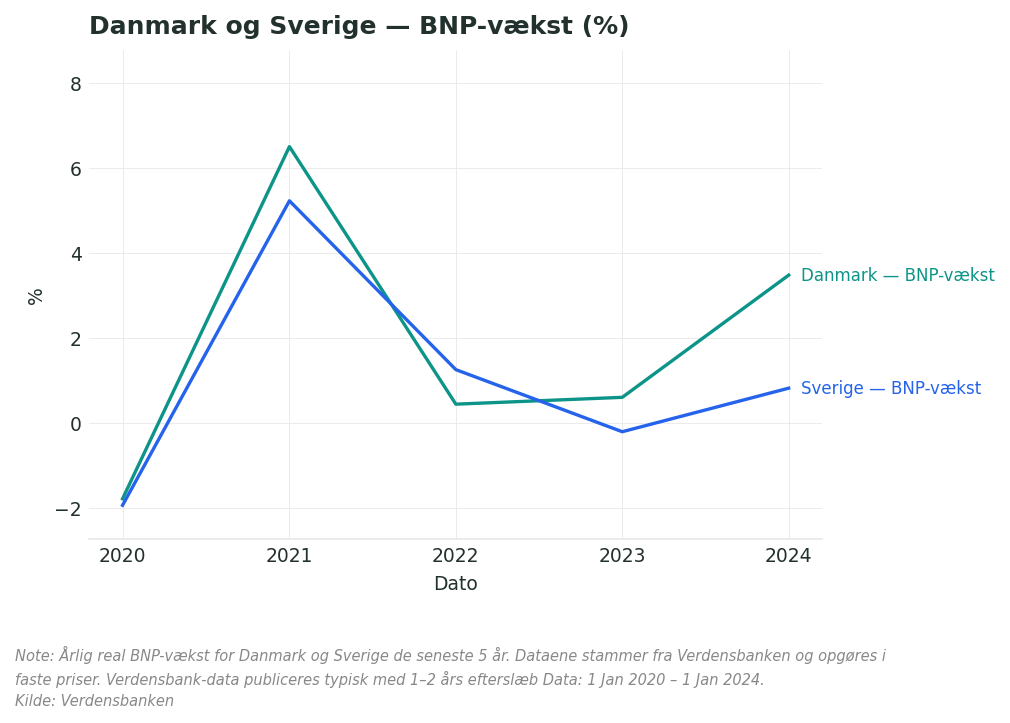 Danmark og Sverige — BNP-vækst (%)
8
6
4
2
0
−2
%
Danmark — BNP-vækst
Sverige — BNP-vækst
2020 2021 2022 2023 2024
Dato
Note: Årlig real BNP-vækst for Danmark og Sverige de seneste 5 år. Dataene stammer fra Verdensbanken og opgøres i
faste priser. Verdensbank-data publiceres typisk med 1–2 års efterslæb Data: 1 Jan 2020 – 1 Jan 2024.
Kilde: Verdensbanken